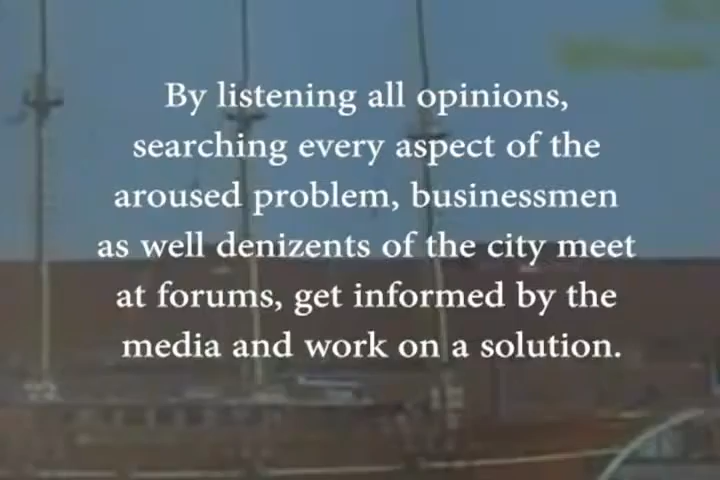 By listening all opinions,
searching every aspect of the
aroused problem, businessmen
as well denizents of the city meet
at forums, get informed by the
media and work on a solution.